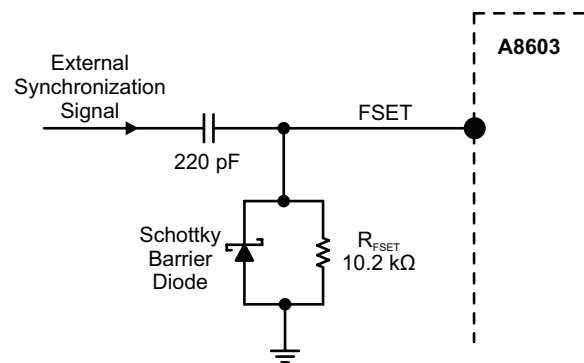 A8603
External
Synchronization
Signal
FSET
220 pF
Schottky
Barrier
Diode
RFSET
10.2 kΩ